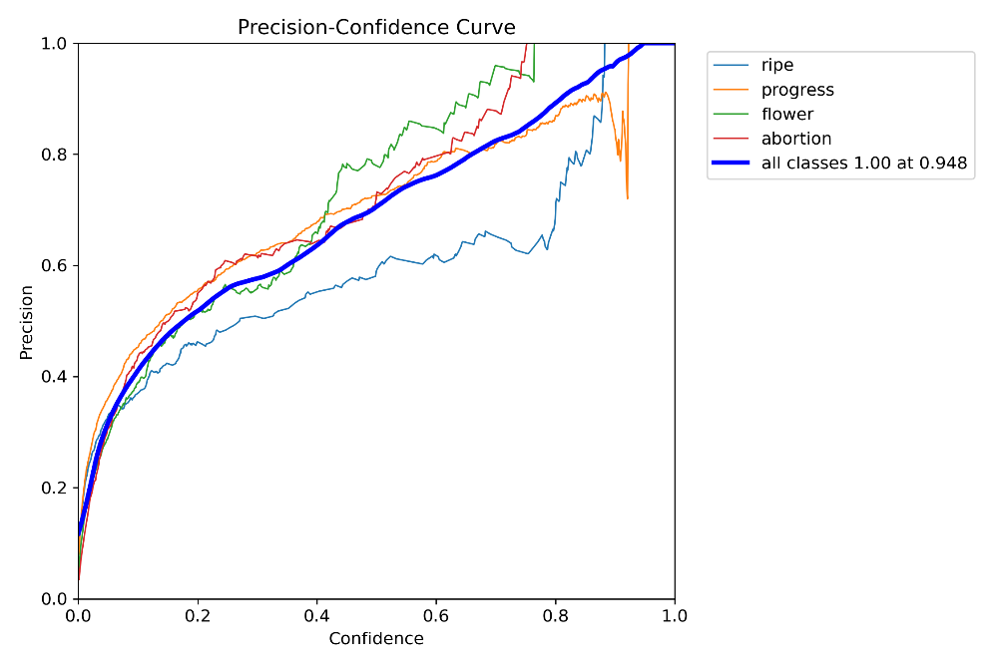 Precision-Confidence Curve
1.0
0.8
0.6
0.4
0.2
0.0
Precision
0.0 0.2 0.4 0.6 0.8 1.0
Confidence
ripe
progress
flower
abortion
all classes 1.00 at 0.948